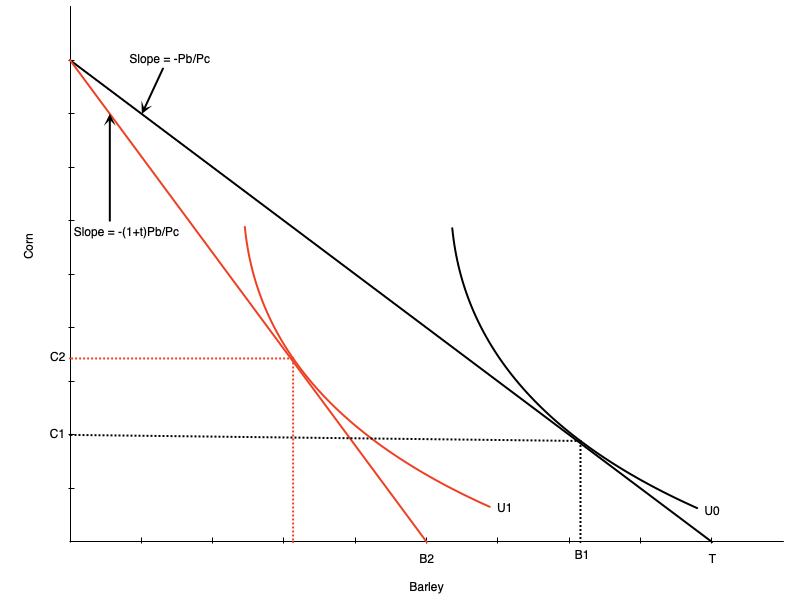 Slope = -Pb/Pc
Slope = -(1+t)Pb/Pc
Corn
C2
C1
U1
U0
B2
B1
T
Barley